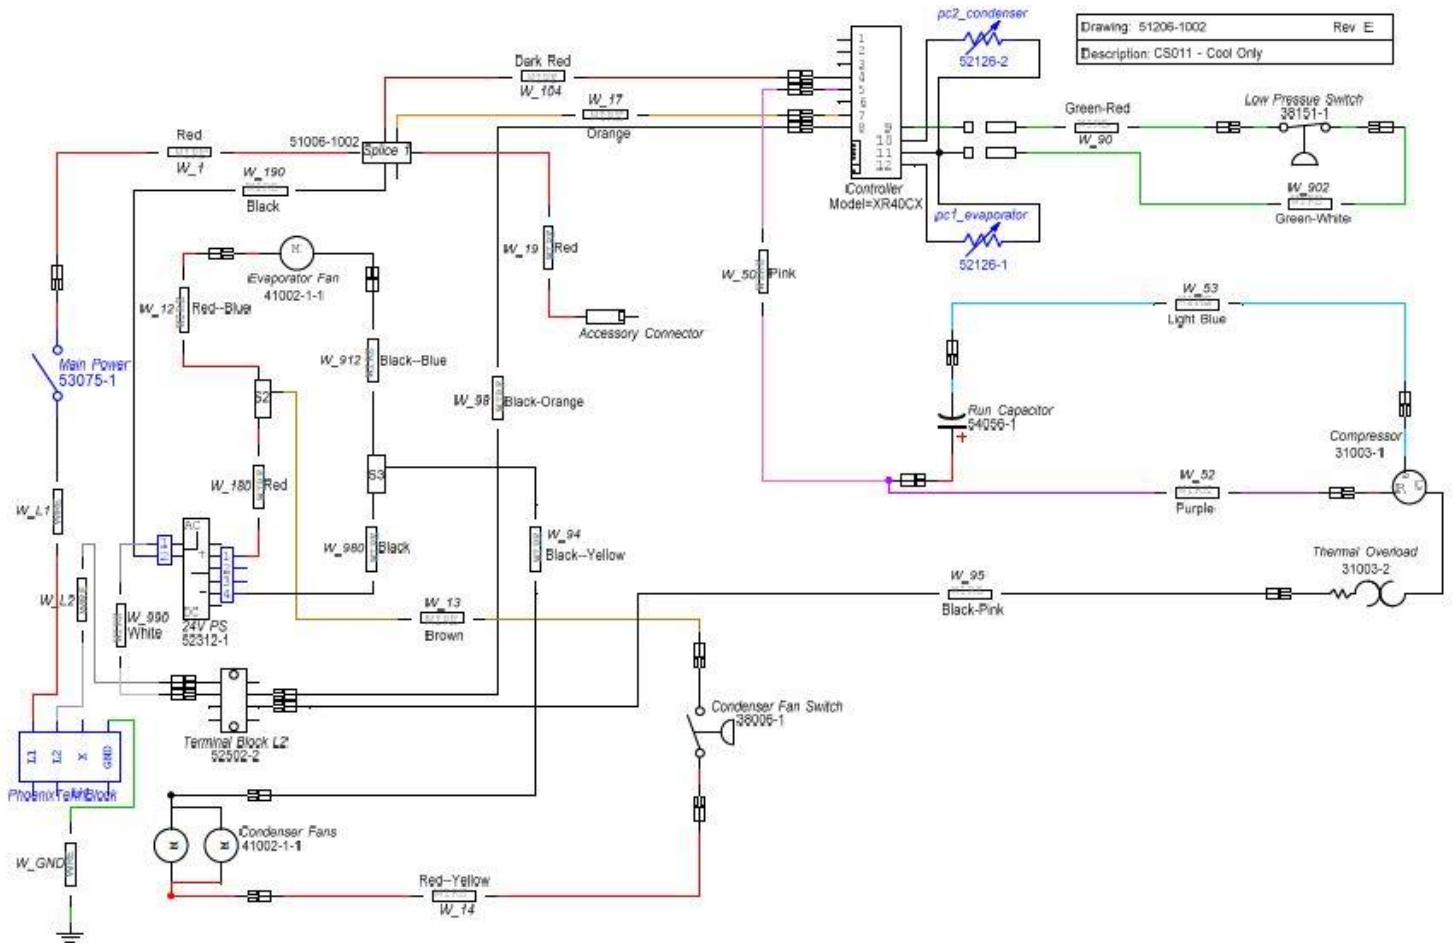 pc2_condenser
52126-2
Drawing: 51206-1002 Rev E
Description: CS011 - Cool Only
Dark Red
W_104
W_17
Orange
1
2
3
4
5
6
7
8
9
10
11
12
Controller
Model=XR40CX
pc1_evaporator
52126-1
Green-Red
W_90
Low Pressue Switch
38151-1
W_902
Green-White
Red
W_1
51006-1002
Splice 1
W_190
Black
W_19
Red
Accessory Connector
W_50
Pink
M
Evaporator Fan
41002-1-1
W_12
Red--Blue
W_912
Black--Blue
W_98
Black-Orange
Main Power
53075-1
S2
S3
W_180
Red
W_980
Black
W_94
Black--Yellow
W_53
Light Blue
Run Capacitor
54056-1
+
Compressor
31003-1
S
R
C
W_52
Purple
Thermal Overload
31003-2
W_95
Black-Pink
W_L1
W_L2
W_990
White
AC
+
-
DC
1
2
1
2
3
4
24V PS
52312-1
W_13
Brown
Condenser Fan Switch
38006-1
Terminal Block L2
52502-2
L1
L2
X
GND
W_GND
M
M
Condenser Fans
41002-1-1
Red--Yellow
W_14